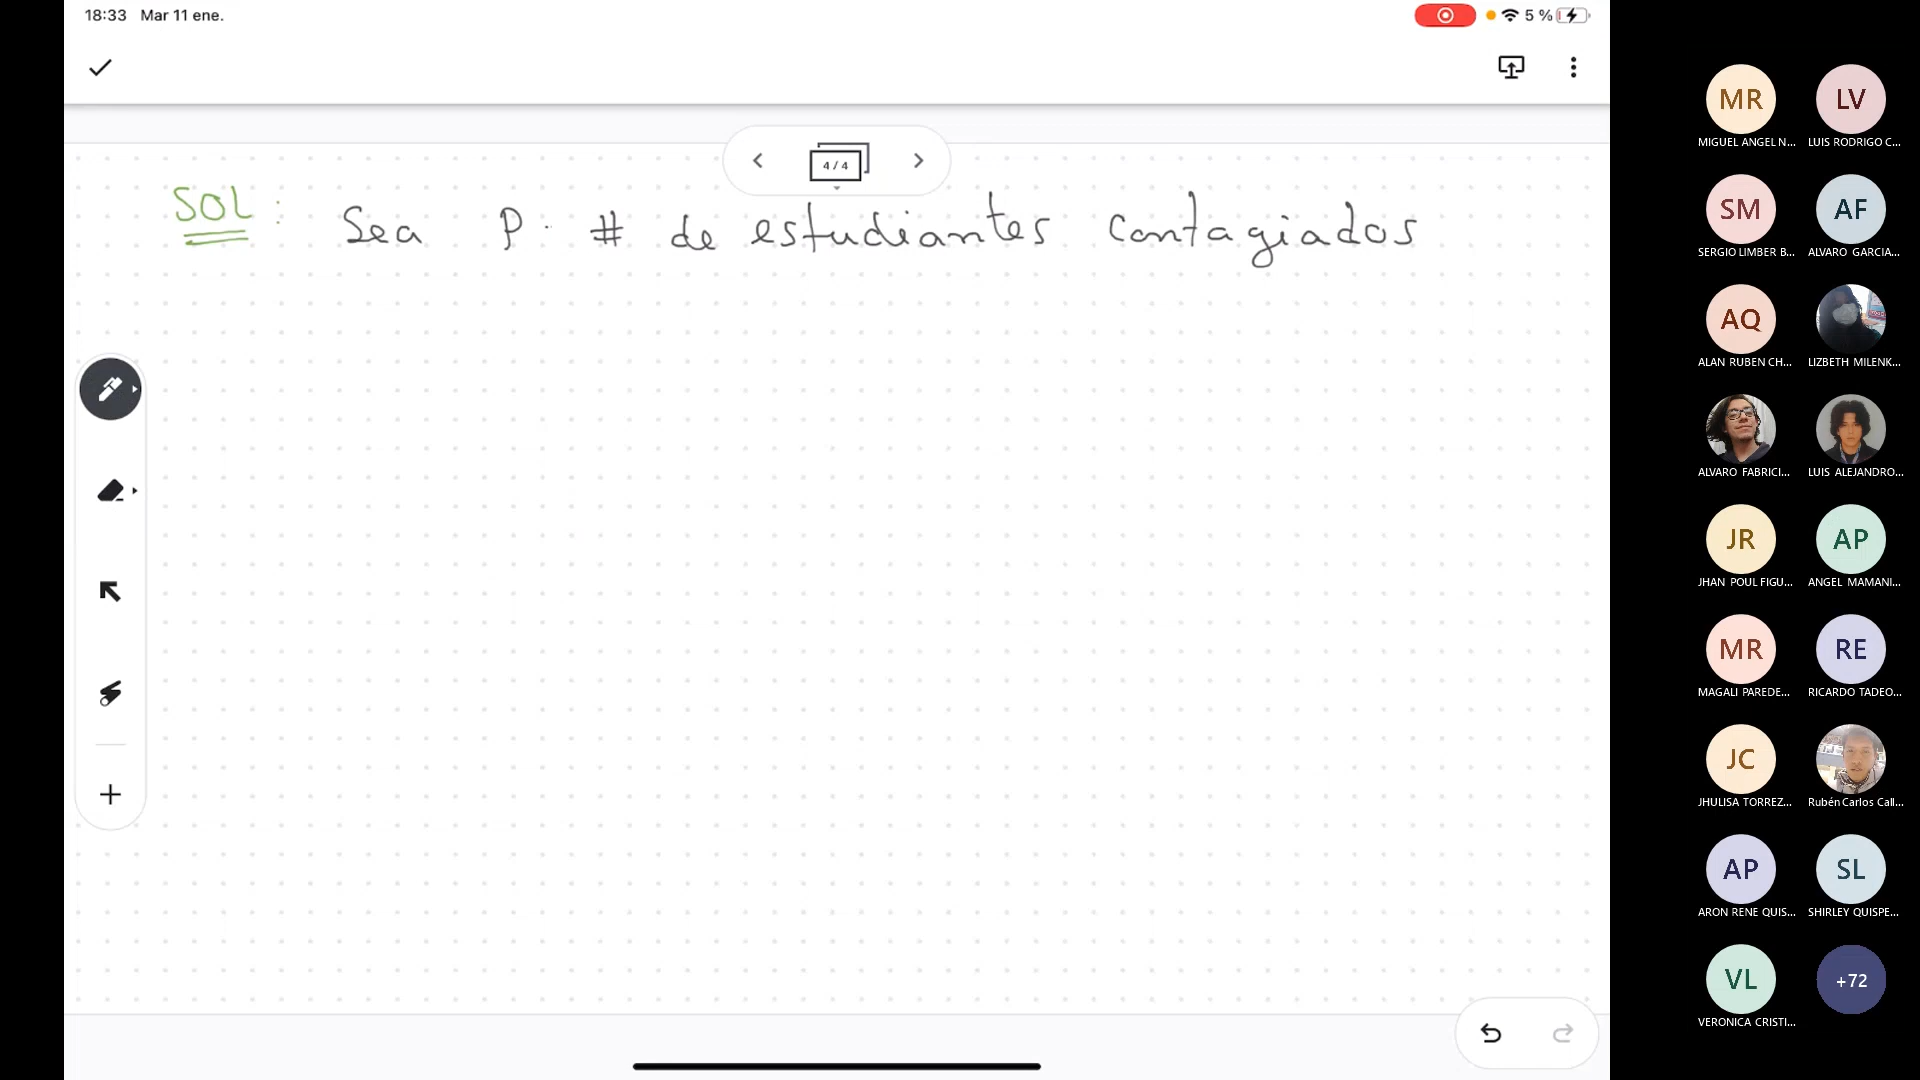 18:33 Mar 11 ene.
5 %
4 / 4
SOL : Sea P. # de estudiantes contagiados
MR LV
MIGUEL ANGEL N... LUIS RODRIGO C...
SM AF
SERGIO LIMBER B... ALVARO GARCIA...
AQ
ALAN RUBEN CH... LIZBETH MILENK...
ALVARO FABRICI... LUIS ALEJANDRO...
JR AP
JHAN POUL FIGU... ANGEL MAMANI...
MR RE
MAGALI PAREDE... RICARDO TADEO...
JC
JHULISA TORREZ... Rubén Carlos Call...
AP SL
ARON RENE QUIS... SHIRLEY QUISPE...
VL +72
VERONICA CRISTI...